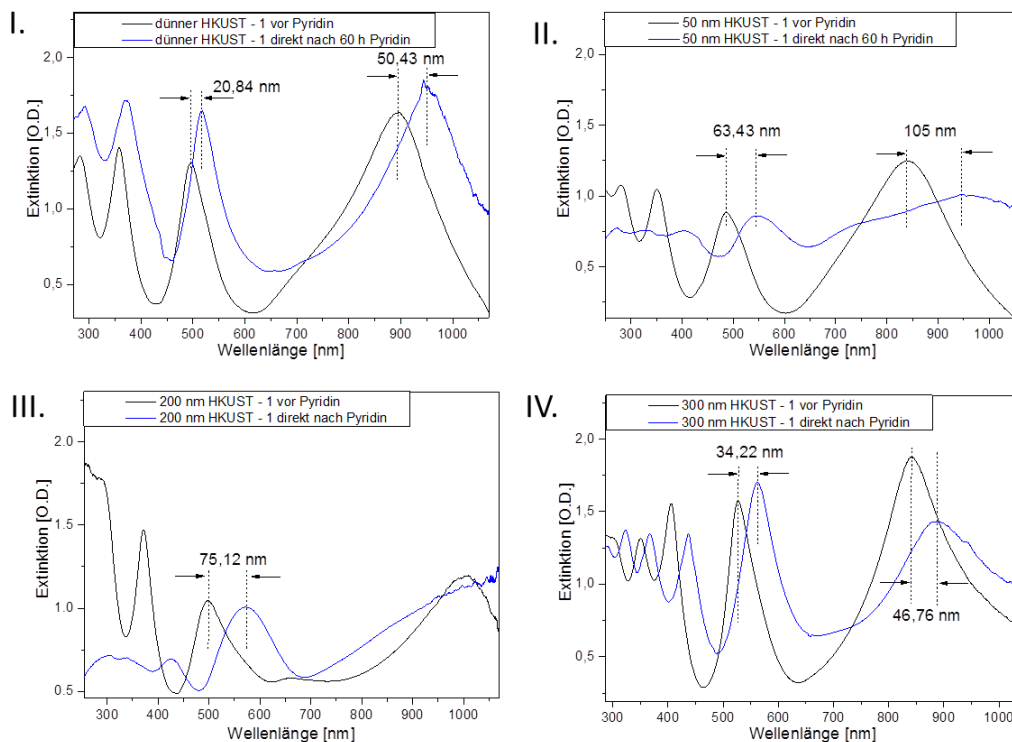 I.
dünner HKUST - 1 vor Pyridin
dünner HKUST - 1 direkt nach 60 h Pyridin
20,84 nm
50,43 nm
Extinktion [O.D.]
2,0
1,5
1,0
0,5
300 400 500 600 700 800 900 1000
Wellenlänge [nm]
II.
50 nm HKUST - 1 vor Pyridin
50 nm HKUST - 1 direkt nach 60 h Pyridin
63,43 nm
105 nm
Extinktion [O.D.]
2,0
1,5
1,0
0,5
300 400 500 600 700 800 900 1000
Wellenlänge [nm]
III.
200 nm HKUST - 1 vor Pyridin
200 nm HKUST - 1 direkt nach Pyridin
75,12 nm
Extinktion [O.D.]
2.0
1.5
1.0
0.5
300 400 500 600 700 800 900 1000
Wellenlänge [nm]
IV.
300 nm HKUST - 1 vor Pyridin
300 nm HKUST - 1 direkt nach Pyridin
34,22 nm
46,76 nm
Extinktion [O.D.]
2,0
1,5
1,0
0,5
300 400 500 600 700 800 900 1000
Wellenlänge [nm]